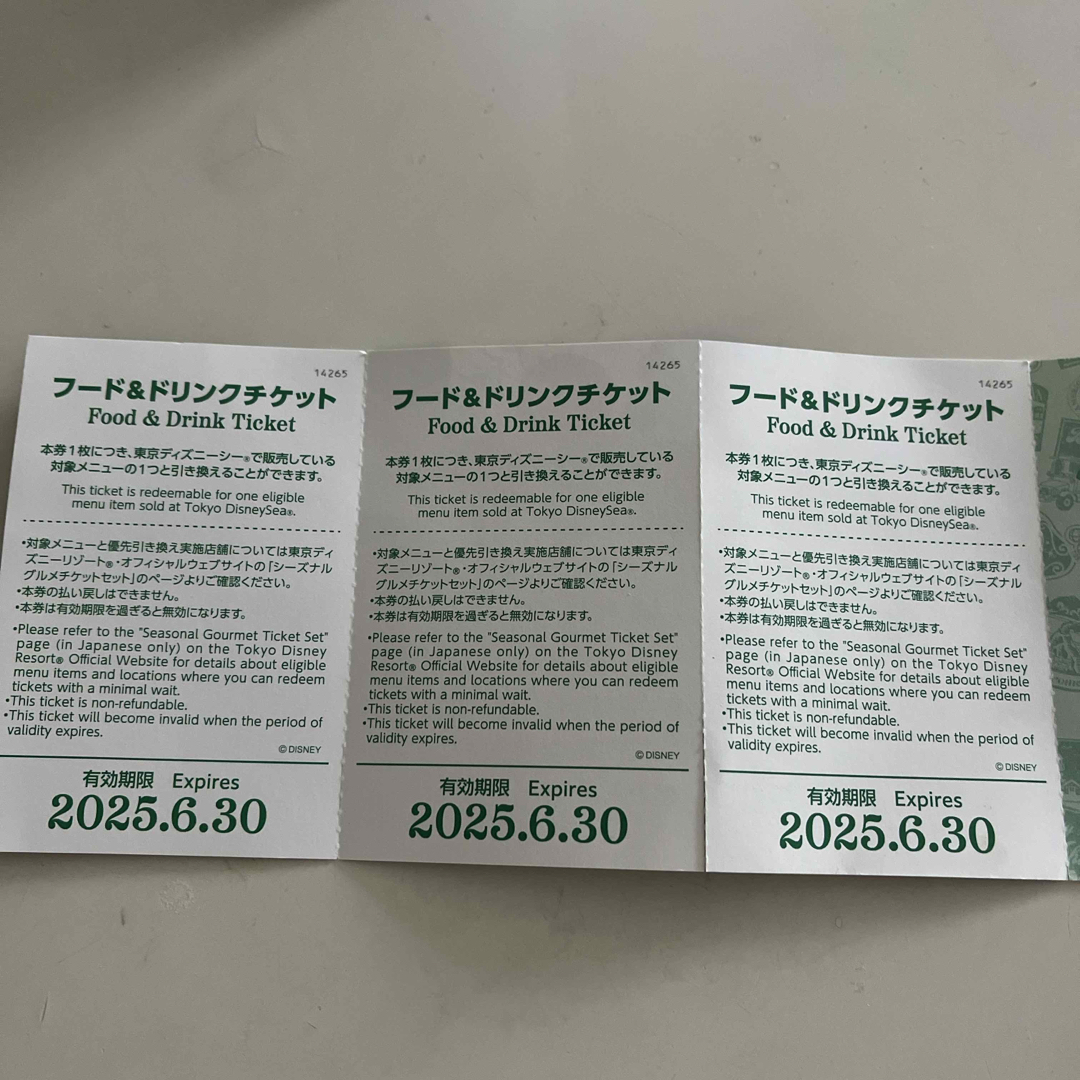 14265
フード&ドリンクチケット
Food & Drink Ticket
本券1枚につき、東京ディズニーシー®で販売している
対象メニューの1つと引き換えることができます。
This ticket is redeemable for one eligible
menu item sold at Tokyo DisneySea®.
•対象メニューと優先引き換え実施店舗については東京ディ
ズニーリゾート®・オフィシャルウェブサイトの「シーズナル
グルメチケットセット」のページよりご確認ください。
•本券の払い戻しはできません。
•本券は有効期限を過ぎると無効になります。
•Please refer to the "Seasonal Gourmet Ticket Set"
page (in Japanese only) on the Tokyo Disney
Resort® Official Website for details about eligible
menu items and locations where you can redeem
tickets with a minimal wait.
•This ticket is non-refundable.
•This ticket will become invalid when the period of
validity expires.
©DISNEY
有効期限 Expires
2025.6.30
14265
フード&ドリンクチケット
Food & Drink Ticket
本券1枚につき、東京ディズニーシー®で販売している
対象メニューの1つと引き換えることができます。
This ticket is redeemable for one eligible
menu item sold at Tokyo DisneySea®.
•対象メニューと優先引き換え実施店舗については東京ディ
ズニーリゾート®・オフィシャルウェブサイトの「シーズナル
グルメチケットセット」のページよりご確認ください。
•本券の払い戻しはできません。
•本券は有効期限を過ぎると無効になります。
•Please refer to the "Seasonal Gourmet Ticket Set"
page (in Japanese only) on the Tokyo Disney
Resort® Official Website for details about eligible
menu items and locations where you can redeem
tickets with a minimal wait.
•This ticket is non-refundable.
•This ticket will become invalid when the period of
validity expires.
©DISNEY
有効期限 Expires
2025.6.30
14265
フード&ドリンクチケット
Food & Drink Ticket
本券1枚につき、東京ディズニーシー®で販売している
対象メニューの1つと引き換えることができます。
This ticket is redeemable for one eligible
menu item sold at Tokyo DisneySea®.
•対象メニューと優先引き換え実施店舗については東京ディ
ズニーリゾート®・オフィシャルウェブサイトの「シーズナル
グルメチケットセット」のページよりご確認ください。
•本券の払い戻しはできません。
•本券は有効期限を過ぎると無効になります。
•Please refer to the "Seasonal Gourmet Ticket Set"
page (in Japanese only) on the Tokyo Disney
Resort® Official Website for details about eligible
menu items and locations where you can redeem
tickets with a minimal wait.
•This ticket is non-refundable.
•This ticket will become invalid when the period of
validity expires.
©DISNEY
有効期限 Expires
2025.6.30